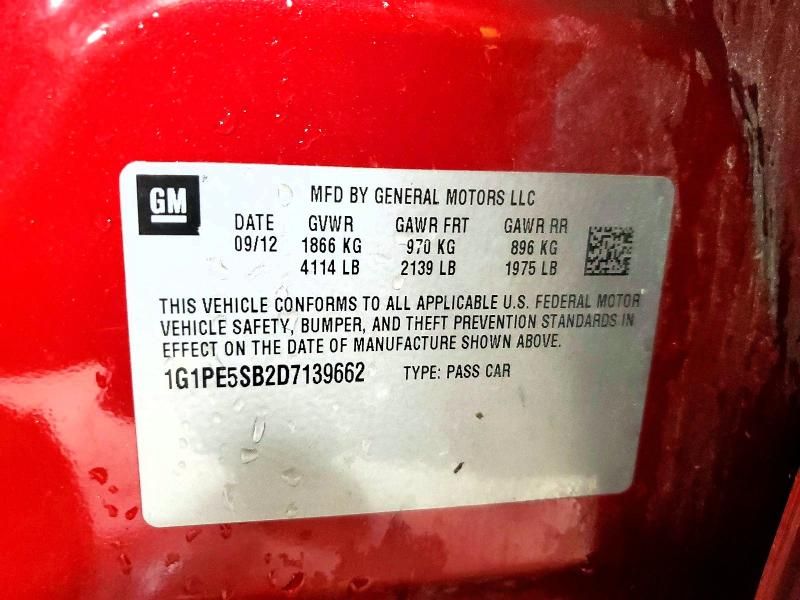 GM
MFD BY GENERAL MOTORS LLC
DATE GVWR GAWR FRT GAWR RR
09/12 1866 KG 970 KG 896 KG
4114 LB 2139 LB 1975 LB
THIS VEHICLE CONFORMS TO ALL APPLICABLE U.S. FEDERAL MOTOR
VEHICLE SAFETY, BUMPER, AND THEFT PREVENTION STANDARDS IN
EFFECT ON THE DATE OF MANUFACTURE SHOWN ABOVE.
1G1PE5SB2D7139662 TYPE: PASS CAR